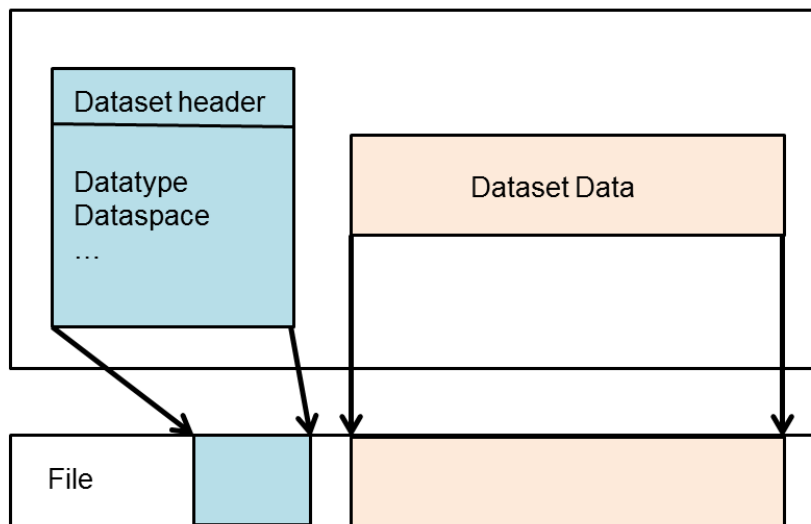 Dataset header
Datatype
Dataspace
…
Dataset Data
File